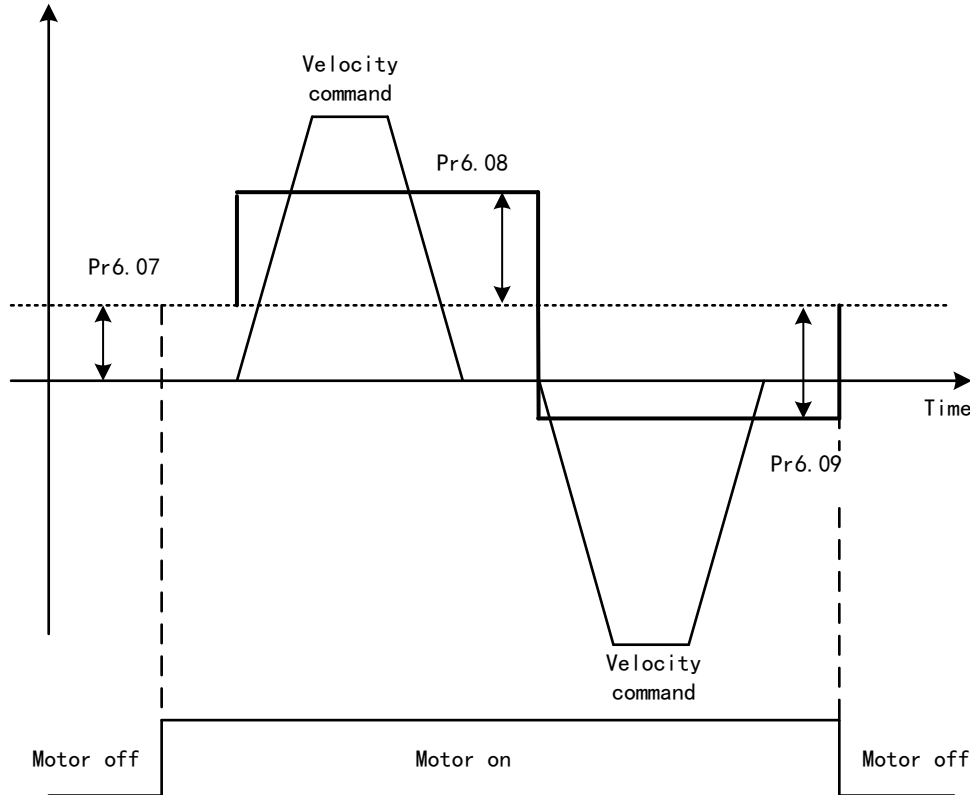 Velocity
command
Pr6.08
Pr6.07
Time
Pr6.09
Velocity
command
Motor off
Motor on
Motor off